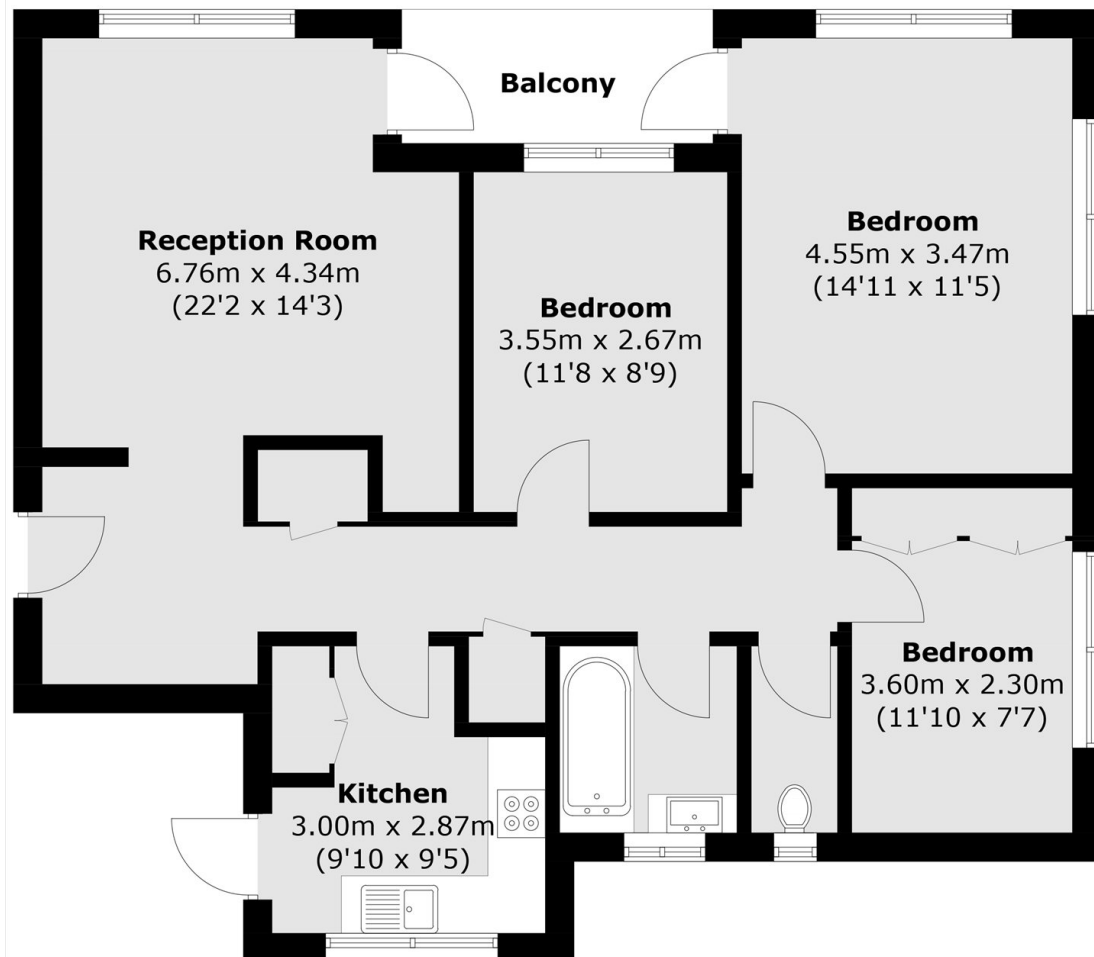 Balcony
Reception Room
6.76m x 4.34m
(22'2 x 14'3)
Bedroom
3.55m x 2.67m
(11'8 x 8'9)
Bedroom
4.55m x 3.47m
(14'11 x 11'5)
Bedroom
3.60m x 2.30m
(11'10 x 7'7)
Kitchen
3.00m x 2.87m
(9'10 x 9'5)